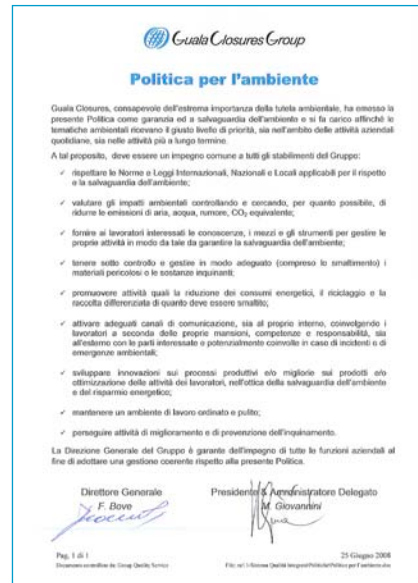 Guala Closures Group
Politica per l'ambiente
Guala Closures, consapevole dell'estrema importanza della tutela ambientale, ha emesso la
presente Politica come garanzia ed a salvaguardia dell'ambiente e si fa carico affinché le
tematiche ambientali ricevano il giusto livello di priorità, sia nell'ambito delle attività aziendali
quotidiane, sia nelle attività più a lungo termine.
A tal proposito, deve essere un impegno comune a tutti gli stabilimenti del Gruppo:
✓ rispettare le Norme e Leggi Internazionali, Nazionali e Locali applicabili per il rispetto
e la salvaguardia dell'ambiente;
✓ valutare gli impatti ambientali controllando e cercando, per quanto possibile, di
ridurre le emissioni di aria, acqua, rumore, CO₂ equivalente;
✓ fornire ai lavoratori interessati le conoscenze, i mezzi e gli strumenti per gestire le
proprie attività in modo da tale da garantire la salvaguardia dell'ambiente;
✓ tenere sotto controllo e gestire in modo adeguato (compreso lo smaltimento) i
materiali pericolosi o le sostanze inquinanti;
✓ promuovere attività quali la riduzione dei consumi energetici, il riciclaggio e la
raccolta differenziata di quanto deve essere smaltito;
✓ attivare adeguati canali di comunicazione, sia al proprio interno, coinvolgendo i
lavoratori a seconda delle proprie mansioni, competenze e responsabilità, sia
all'esterno con le parti interessate e potenzialmente coinvolte in caso di incidenti o di
emergenze ambientali;
✓ sviluppare innovazioni sui processi produttivi e/o migliorie sui prodotti e/o
ottimizzazione delle attività dei lavoratori, nell'ottica della salvaguardia dell'ambiente
e del risparmio energetico;
✓ mantenere un ambiente di lavoro ordinato e pulito;
✓ perseguire attività di miglioramento e di prevenzione dell'inquinamento.
La Direzione Generale del Gruppo è garante dell'impegno di tutte le funzioni aziendali al
fine di adottare una gestione coerente rispetto alla presente Politica.
Direttore Generale
F. Bove
Presidente & Amministratore Delegato
M. Giovannini
Pag. 1 di 1
25 Giugno 2008
Documento controllato da: Group Quality Service